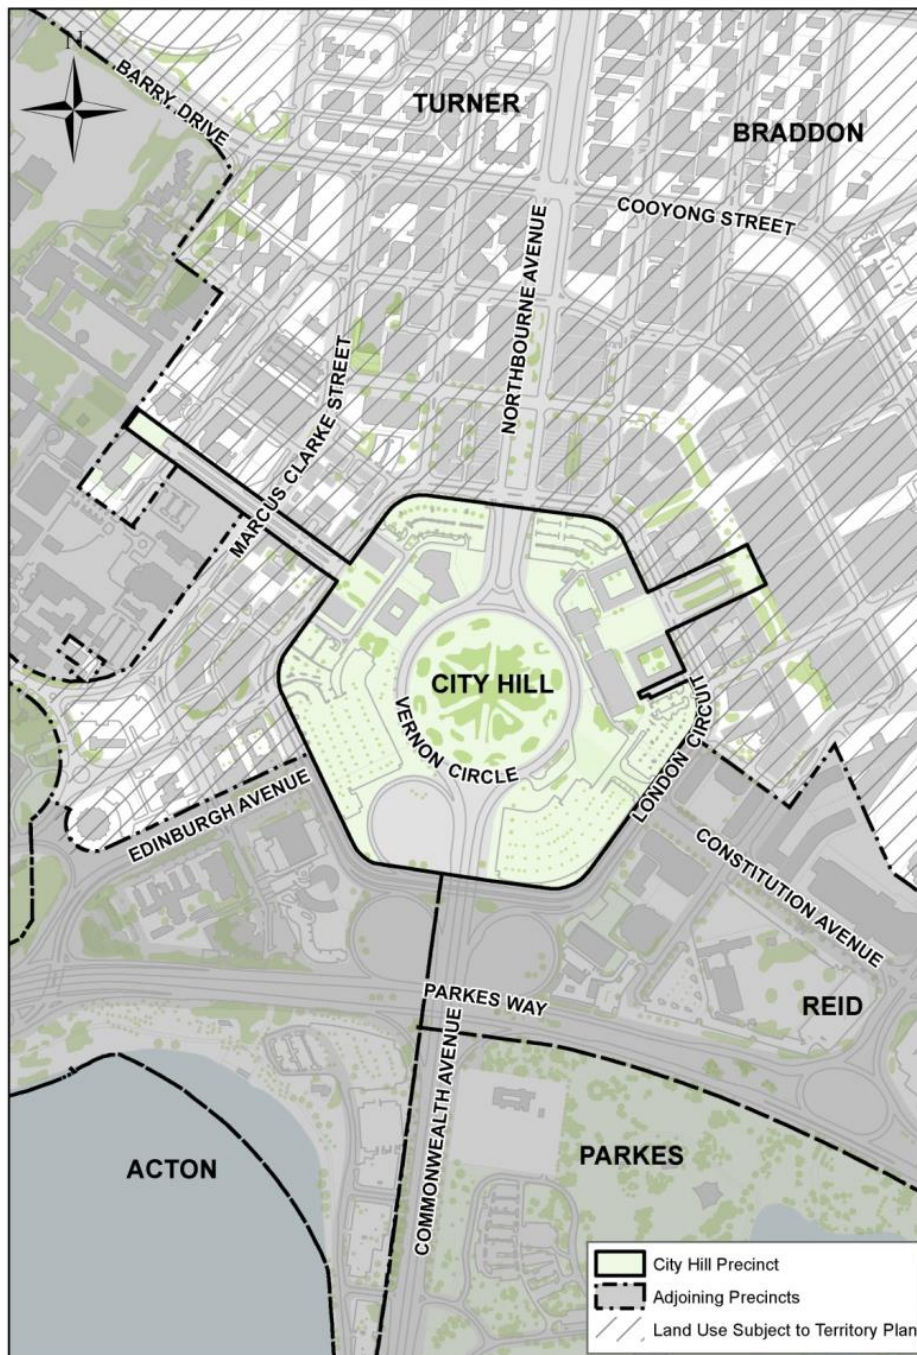 N
BARRY DRIVE
TURNER
BRADDON
COOYONG STREET
NORTHBOURNE AVENUE
MARCUS CLARKE STREET
CITY HILL
VERNON CIRCLE
LONDON CIRCUIT
EDINBURGH AVENUE
CONSTITUTION AVENUE
PARKES WAY
REID
COMMONWEALTH AVENUE
ACTON
PARKES
City Hill Precinct
Adjoining Precincts
Land Use Subject to Territory Plan